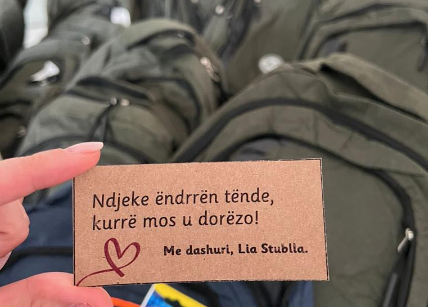 Ndjeke ëndrrën tënde,
kurrë mos u dorëzo!
Me dashuri, Lia Stublia.